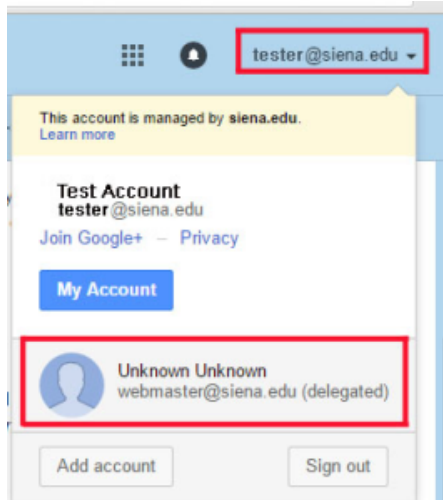 tester@siena.edu
This account is managed by siena.edu.
Learn more
Test Account
tester@siena.edu
Join Google+ – Privacy
My Account
Unknown Unknown
webmaster@siena.edu (delegated)
Add account Sign out